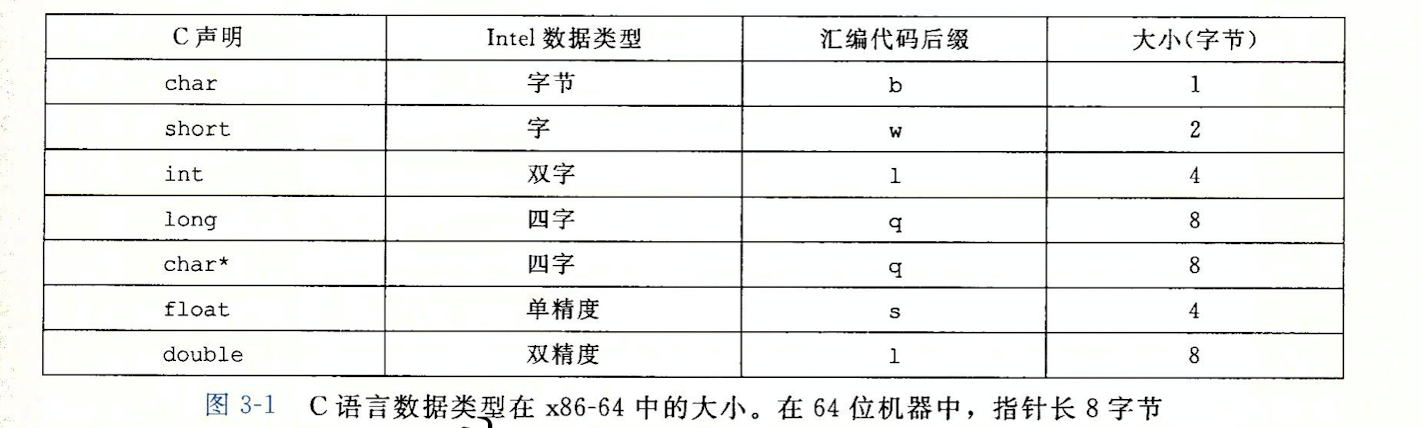 C声明 Intel 数据类型 汇编代码后缀 大小(字节)
char 字节 b 1
short 字 w 2
int 双字 l 4
long 四字 q 8
char* 四字 q 8
float 单精度 s 4
double 双精度 l 8
图 3-1 C 语言数据类型在 x86-64 中的大小。在 64 位机器中，指针长 8 字节